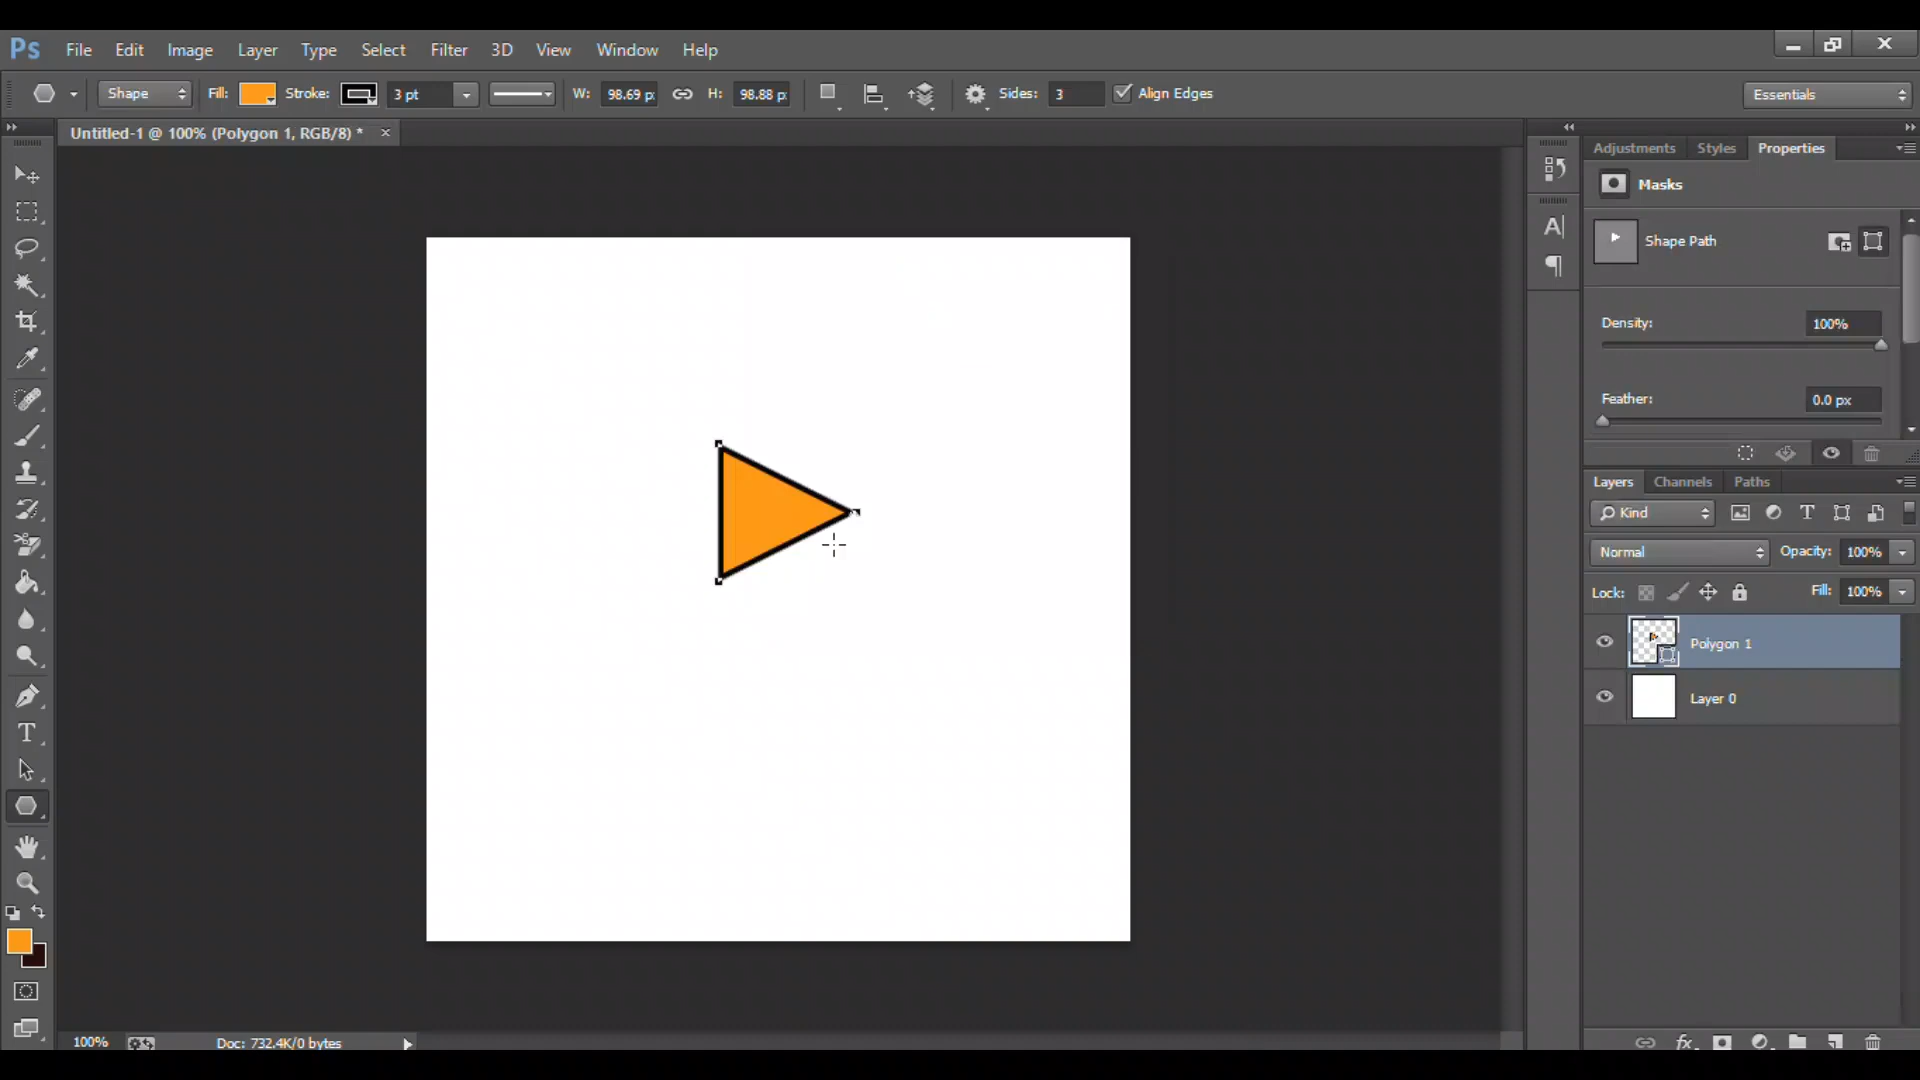 Ps File Edit Image Layer Type Select Filter 3D View Window Help
Shape Fill: Stroke: 3 pt W: 98.69 p: H: 98.88 p: Sides: 3 Align Edges Essentials
Untitled-1 @ 100% (Polygon 1, RGB/8) *
Adjustments Styles Properties
Masks
Shape Path
Density: 100%
Feather: 0.0 px
Layers Channels Paths
Kind
Normal Opacity: 100%
Lock: Fill: 100%
Polygon 1
Layer 0
100% Doc: 732.4K/0 bytes
fx